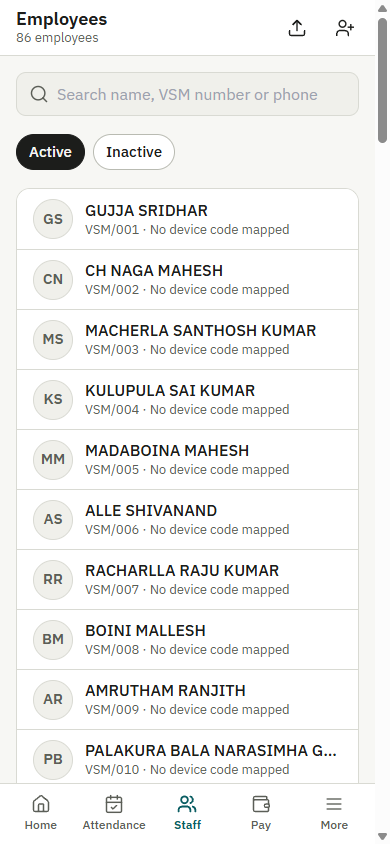 Employees
86 employees
Search name, VSM number or phone
Active
Inactive
GS
GUJJA SRIDHAR
VSM/001 · No device code mapped
CN
CH NAGA MAHESH
VSM/002 · No device code mapped
MS
MACHERLA SANTHOSH KUMAR
VSM/003 · No device code mapped
KS
KULUPULA SAI KUMAR
VSM/004 · No device code mapped
MM
MADABOINA MAHESH
VSM/005 · No device code mapped
AS
ALLE SHIVANAND
VSM/006 · No device code mapped
RR
RACHARLLA RAJU KUMAR
VSM/007 · No device code mapped
BM
BOINI MALLESH
VSM/008 · No device code mapped
AR
AMRUTHAM RANJITH
VSM/009 · No device code mapped
PB
PALAKURA BALA NARASIMHA G...
VSM/010 · No device code mapped
Home
Attendance
Staff
Pay
More